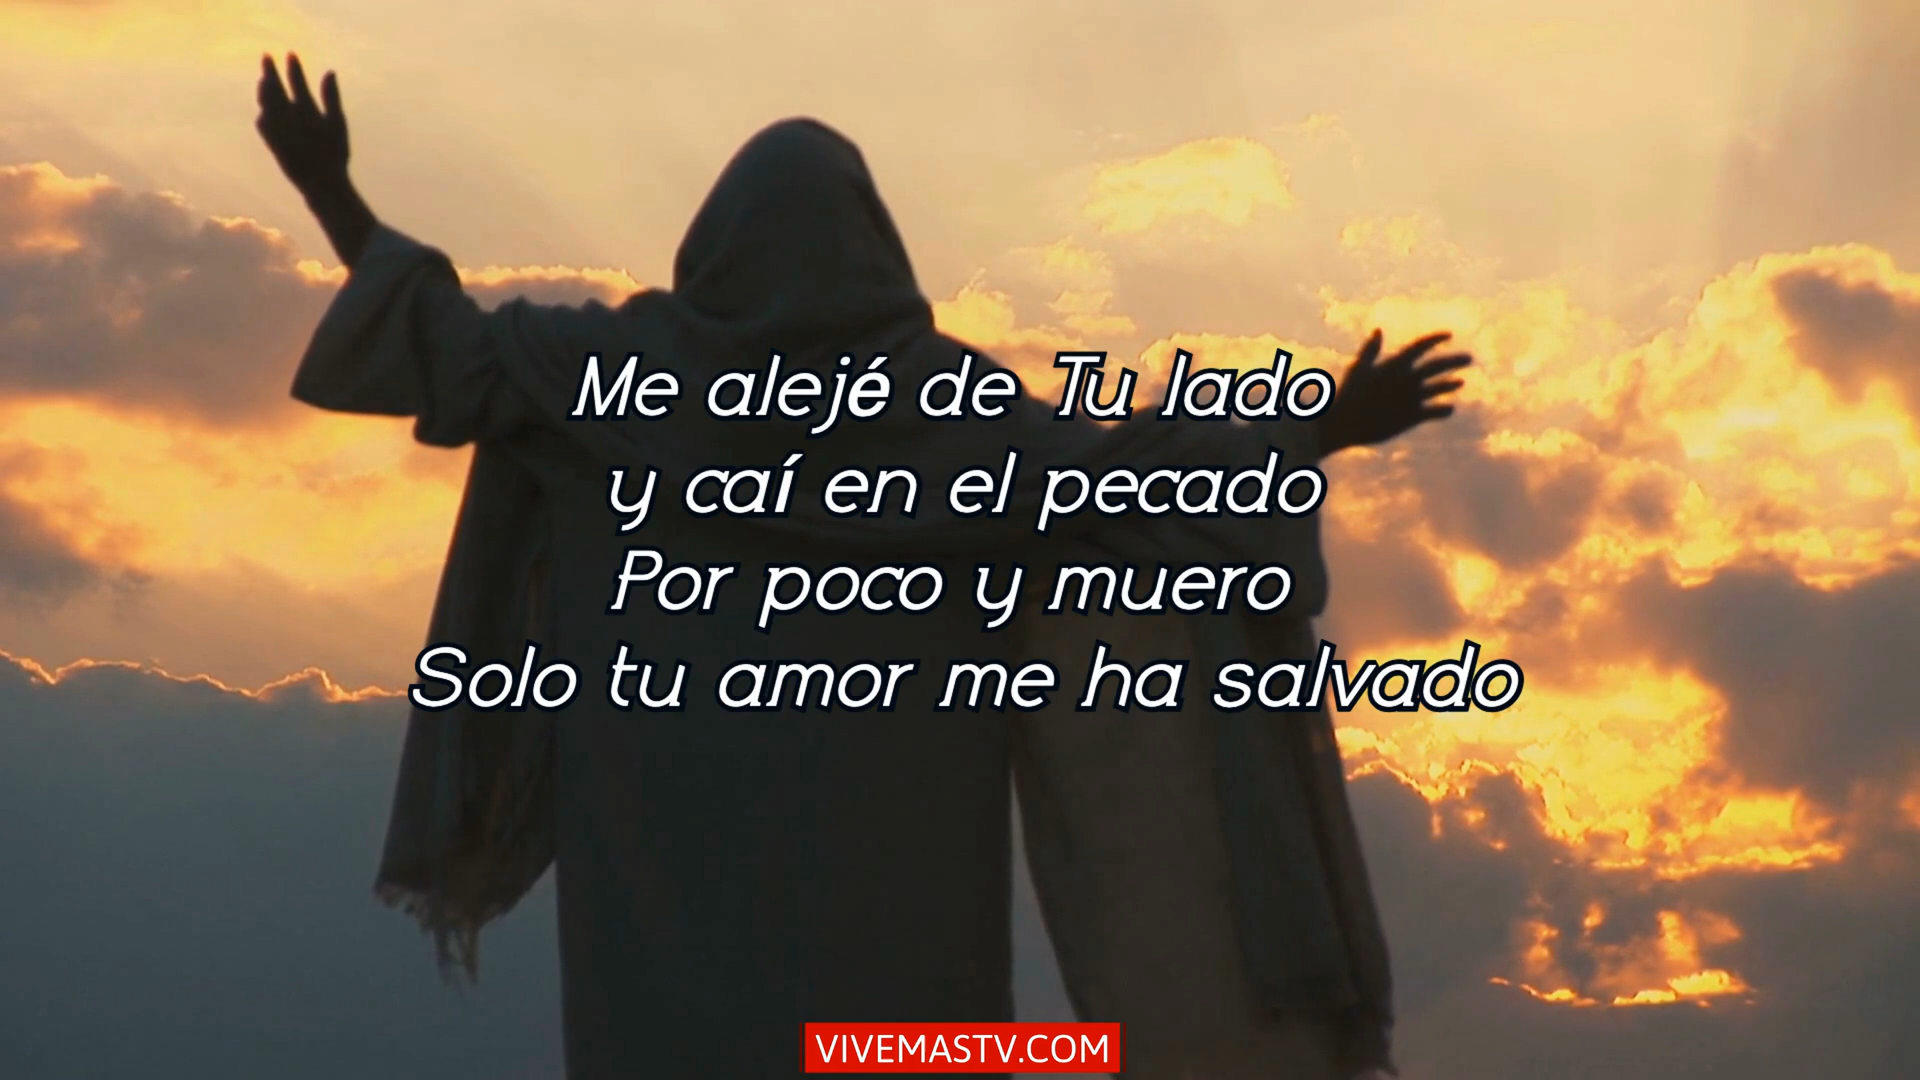 Me alejé de Tu lado
y caí en el pecado
Por poco y muero
Solo tu amor me ha salvado
VIVEMASTV.COM